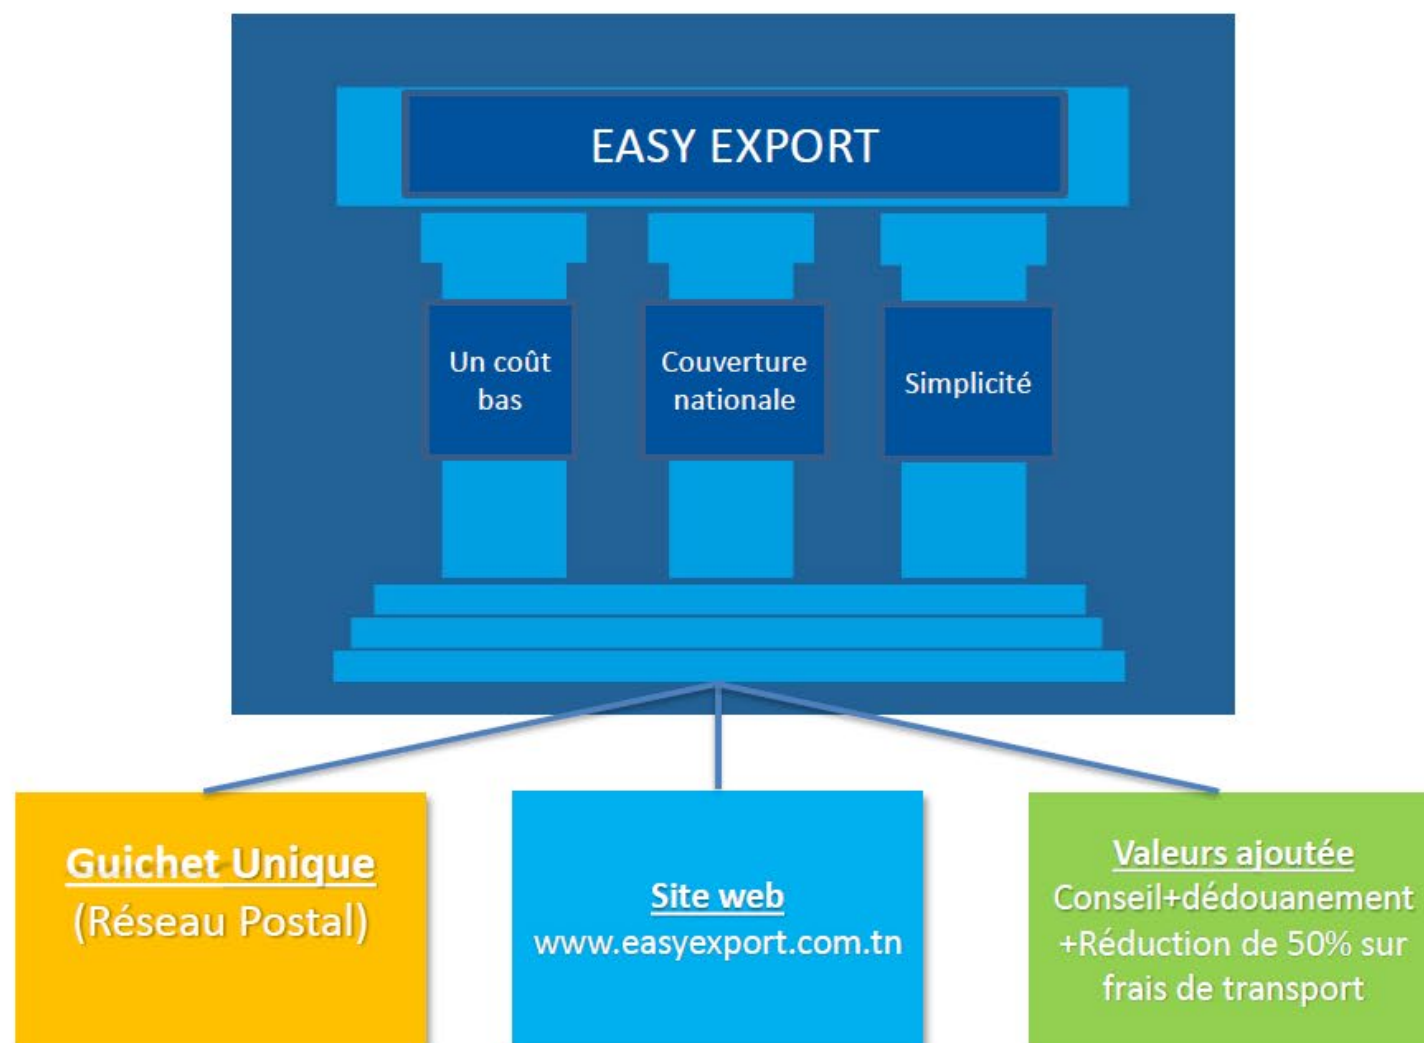 EASY EXPORT
Un coût
bas
Couverture
nationale
Simplicité
Guichet Unique
(Réseau Postal)
Site web
www.easyexport.com.tn
Valeurs ajoutée
Conseil+dédouanement
+Réduction de 50% sur
frais de transport